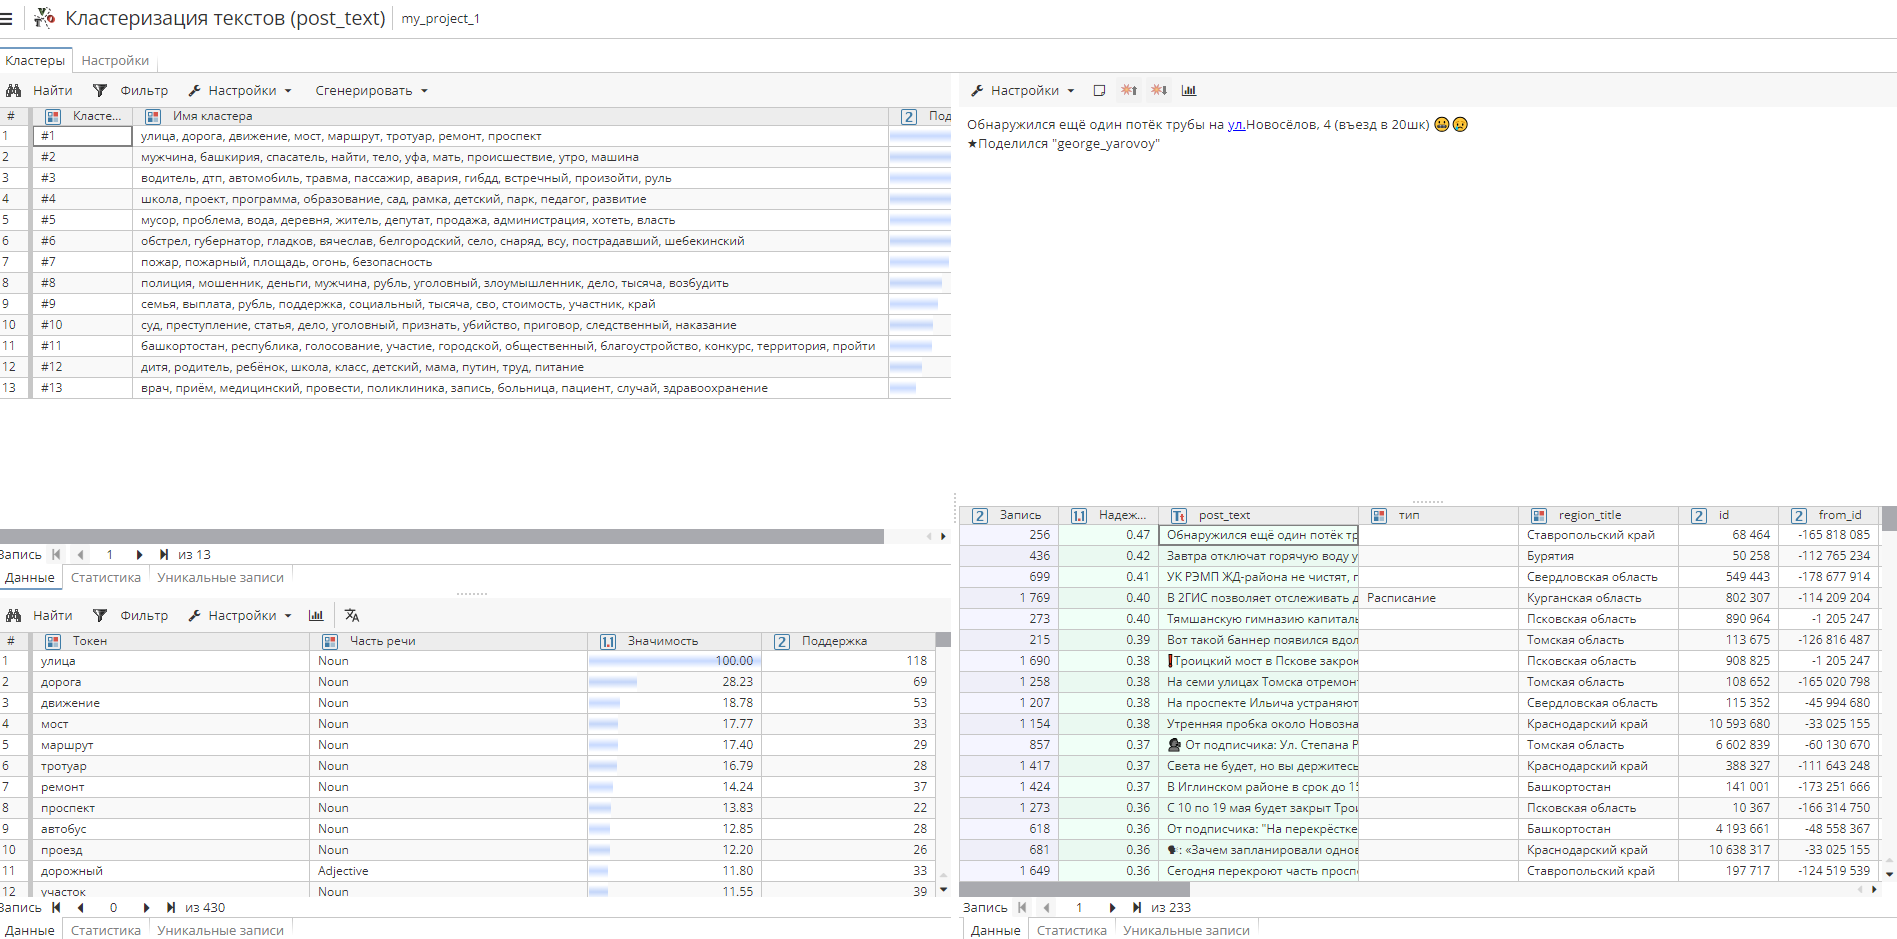 Кластеризация текстов (post_text) my_project_1
Кластеры Настройки
Найти Фильтр Настройки Сгенерировать
# Класте... Имя кластера Под
1 #1 улица, дорога, движение, мост, маршрут, тротуар, ремонт, проспект
2 #2 мужчина, башкирия, спасатель, найти, тело, уфа, мать, происшествие, утро, машина
3 #3 водитель, дтп, автомобиль, травма, пассажир, авария, гибдд, встречный, произойти, руль
4 #4 школа, проект, программа, образование, сад, рамка, детский, парк, педагог, развитие
5 #5 мусор, проблема, вода, деревня, житель, депутат, продажа, администрация, хотеть, власть
6 #6 обстрел, губернатор, гладков, вячеслав, белгородский, село, снаряд, всу, пострадавший, шебекинский
7 #7 пожар, пожарный, площадь, огонь, безопасность
8 #8 полиция, мошенник, деньги, мужчина, рубль, уголовный, злоумышленник, дело, тысяча, возбудить
9 #9 семья, выплата, рубль, поддержка, социальный, тысяча, сво, стоимость, участник, край
10 #10 суд, преступление, статья, дело, уголовный, признать, убийство, приговор, следственный, наказание
11 #11 башкортостан, республика, голосование, участие, городской, общественный, благоустройство, конкурс, территория, пройти
12 #12 дитя, родитель, ребёнок, школа, класс, детский, мама, путин, труд, питание
13 #13 врач, приём, медицинский, провести, поликлиника, запись, больница, пациент, случай, здравоохранение
Запись 1 из 13
Данные Статистика Уникальные записи
Найти Фильтр Настройки
# Токен Часть речи 1.1 Значимость 2 Поддержка
1 улица Noun 100.00 118
2 дорога Noun 28.23 69
3 движение Noun 18.78 53
4 мост Noun 17.77 33
5 маршрут Noun 17.40 29
6 тротуар Noun 16.79 28
7 ремонт Noun 14.24 37
8 проспект Noun 13.83 22
9 автобус Noun 12.85 28
10 проезд Noun 12.20 26
11 дорожный Adjective 11.80 33
12 участок Noun 11.55 39
Запись 0 из 430
Данные Статистика Уникальные записи
Настройки
Обнаружился ещё один потёк трубы на ул.Новосёлов, 4 (въезд в 20шк) 😬😥
★Поделился "george_yarovoy"
2 Запись 1.1 Надеж... Tt post_text тип region_title 2 id 2 from_id
256 0.47 Обнаружился ещё один потёк тр Ставропольский край 68 464 -165 818 085
436 0.42 Завтра отключат горячую воду у Бурятия 50 258 -112 765 234
699 0.41 УК РЭМП ЖД-района не чистят, г Свердловская область 549 443 -178 677 914
1 769 0.40 В 2ГИС позволяет отслеживать д Расписание Курганская область 802 307 -114 209 204
273 0.40 Тямшанскую гимназию капиталь Псковская область 890 964 -1 205 247
215 0.39 Вот такой баннер появился вдол Томская область 113 675 -126 816 487
1 690 0.38 ❗Троицкий мост в Пскове закрою Псковская область 908 825 -1 205 247
1 258 0.38 На семи улицах Томска отремонт Томская область 108 652 -165 020 798
1 207 0.38 На проспекте Ильича устраняют Свердловская область 115 352 -45 994 680
1 154 0.38 Утренняя пробка около Новозна Краснодарский край 10 593 680 -33 025 155
857 0.37 От подписчика: Ул. Степана Р Томская область 6 602 839 -60 130 670
1 417 0.37 Света не будет, но вы держитесь Краснодарский край 388 327 -111 643 248
1 424 0.37 В Иглинском районе в срок до 15 Башкортостан 141 001 -173 251 666
1 273 0.36 С 10 по 19 мая будет закрыт Трои Псковская область 10 367 -166 314 750
618 0.36 От подписчика: "На перекрёстке Башкортостан 4 193 661 -48 558 367
681 0.36 🗣: «Зачем запланировали однов Краснодарский край 10 638 317 -33 025 155
1 649 0.36 Сегодня перекроют часть просп Ставропольский край 197 717 -124 519 539
Запись 1 из 233
Данные Статистика Уникальные записи